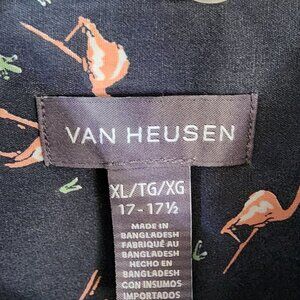 VAN HEUSEN
XL/TG/XG
17-17½
MADE IN
BANGLADESH
FABRIQUÉ AU
BANGLADESH
HECHO EN
BANGLADESH
CON INSUMOS
IMPORTADOS